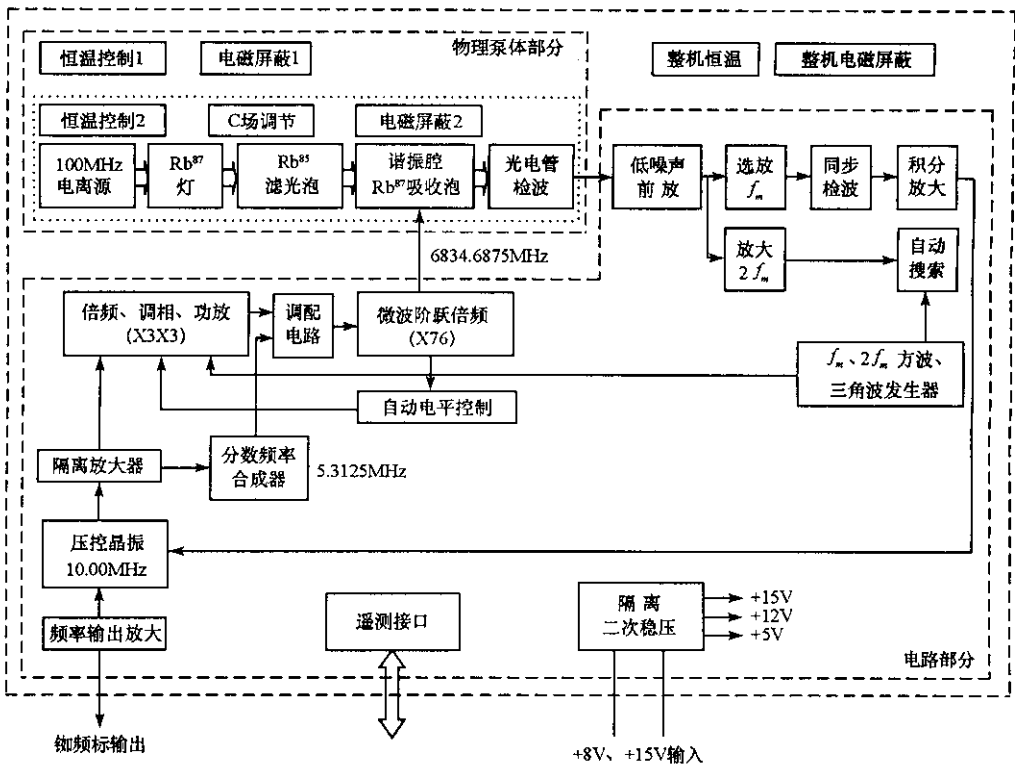 物理泵体部分
恒温控制1
电磁屏蔽1
整机恒温
整机电磁屏蔽
恒温控制2
C场调节
电磁屏蔽2
100MHz
电离源
Rb⁸⁷
灯
Rb⁸⁵
滤光泡
谐振腔
Rb⁸⁷吸收泡
光电管
检波
低噪声
前 放
选放
fₘ
同步
检波
积分
放大
放大
2fₘ
自动
搜索
6834.6875MHz
倍频、调相、功放
(X3X3)
调配
电路
微波阶跃倍频
(X76)
fₘ、2fₘ 方波、
三角波发生器
自动电平控制
隔离放大器
分数频率
合成器
5.3125MHz
压控晶振
10.00MHz
频率输出放大
遥测接口
隔 离
二次稳压
+15V
+12V
+5V
电路部分
铷频标输出
+8V、+15V输入